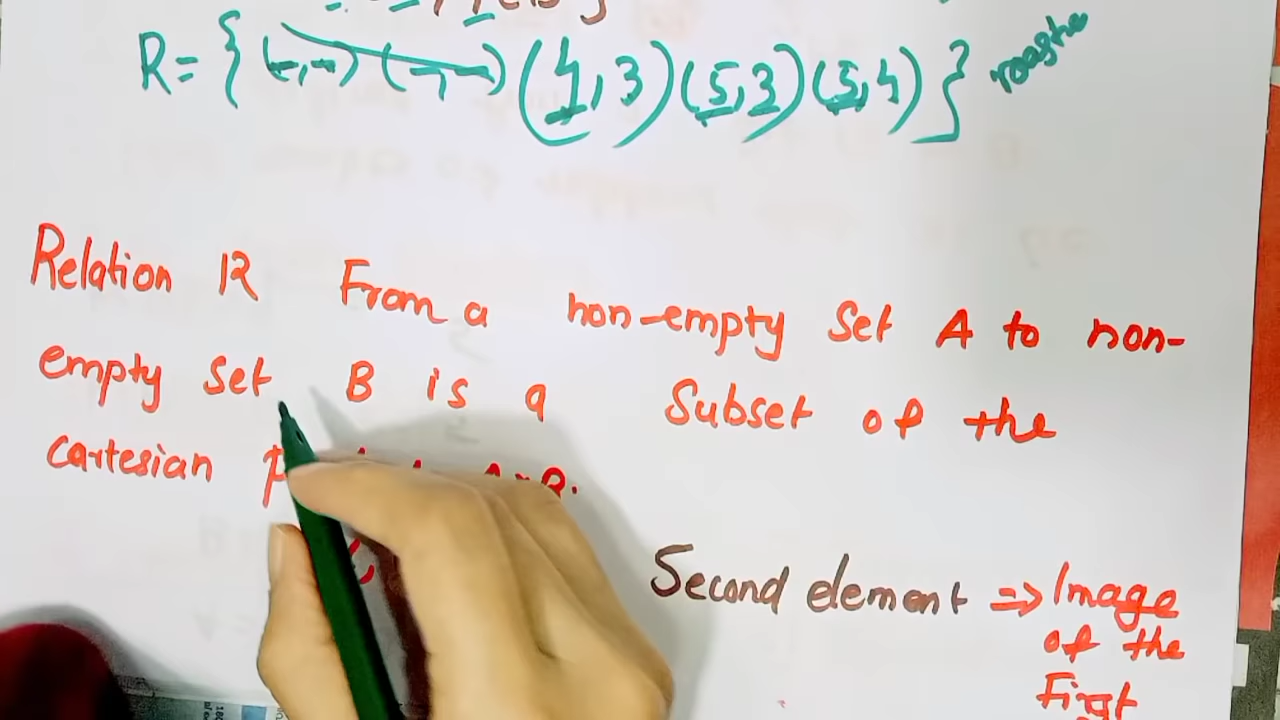 R= { (4,3) (5,3) (5,4) }
Relation R From a non-empty Set A to non-
empty Set B is a Subset of the
cartesian A×B.
Second element ⇒ Image
of the
First